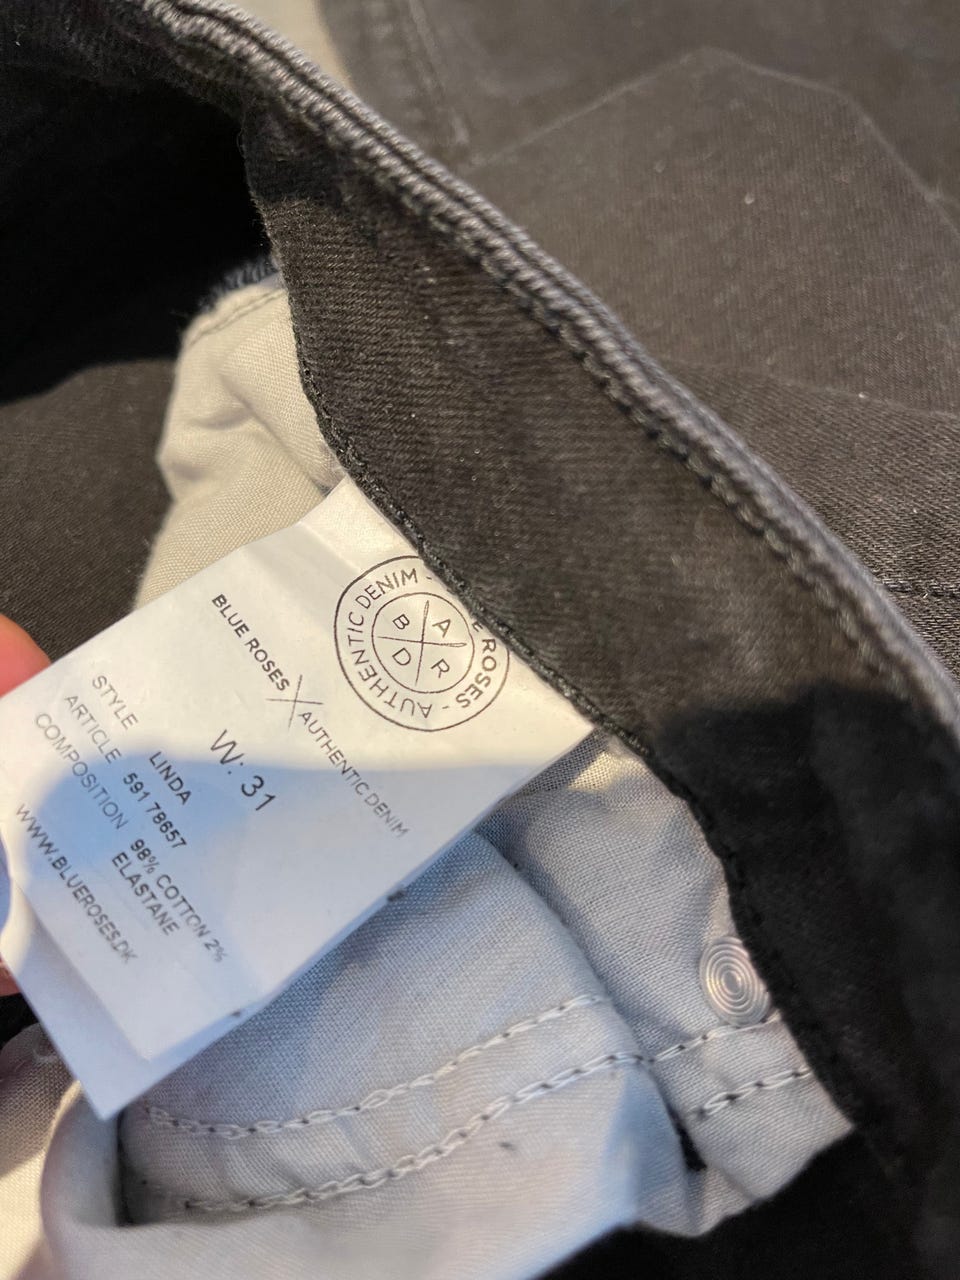 AUTHENTIC DENIM -
E ROSES -
B A
D R
BLUE ROSES X AUTHENTIC DENIM
W: 31
STYLE LINDA
ARTICLE 591 78657
COMPOSITION 98% COTTON 2%
ELASTANE
WWW.BLUEROSES.DK